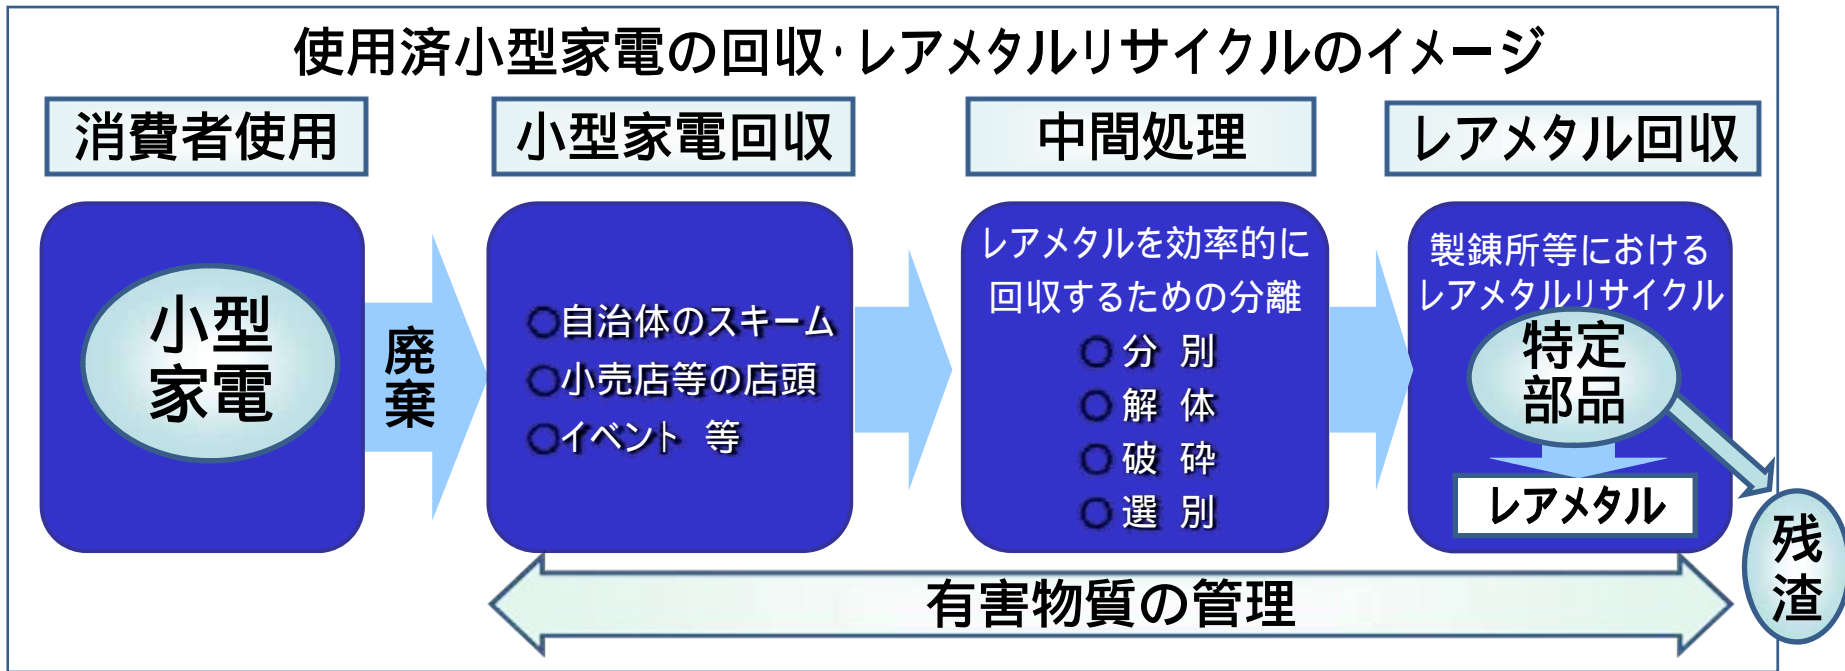 使用済小型家電の回収・レアメタルリサイクルのイメージ
消費者使用
小型家電回収
中間処理
レアメタル回収
小型
家電
廃
棄
○自治体のスキーム
○小売店等の店頭
○イベント 等
レアメタルを効率的に
回収するための分離
○ 分 別
○ 解 体
○ 破 砕
○ 選 別
製錬所等における
レアメタルリサイクル
特定
部品
レアメタル
残
渣
有害物質の管理